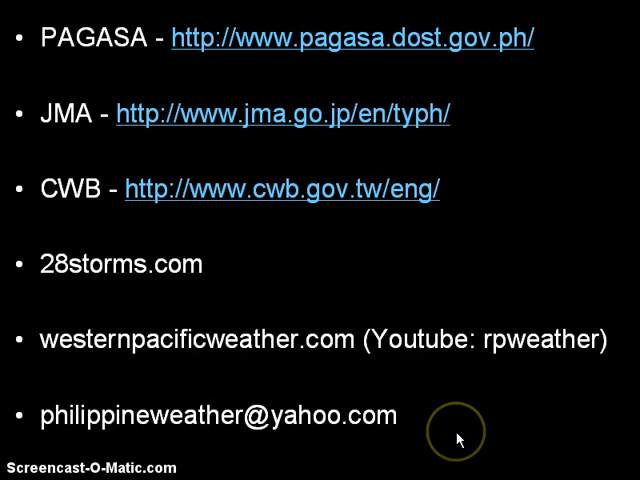 • PAGASA - http://www.pagasa.dost.gov.ph/
• JMA - http://www.jma.go.jp/en/typh/
• CWB - http://www.cwb.gov.tw/eng/
• 28storms.com
• westernpacificweather.com (Youtube: rpweather)
• philippineweather@yahoo.com
Screencast-O-Matic.com